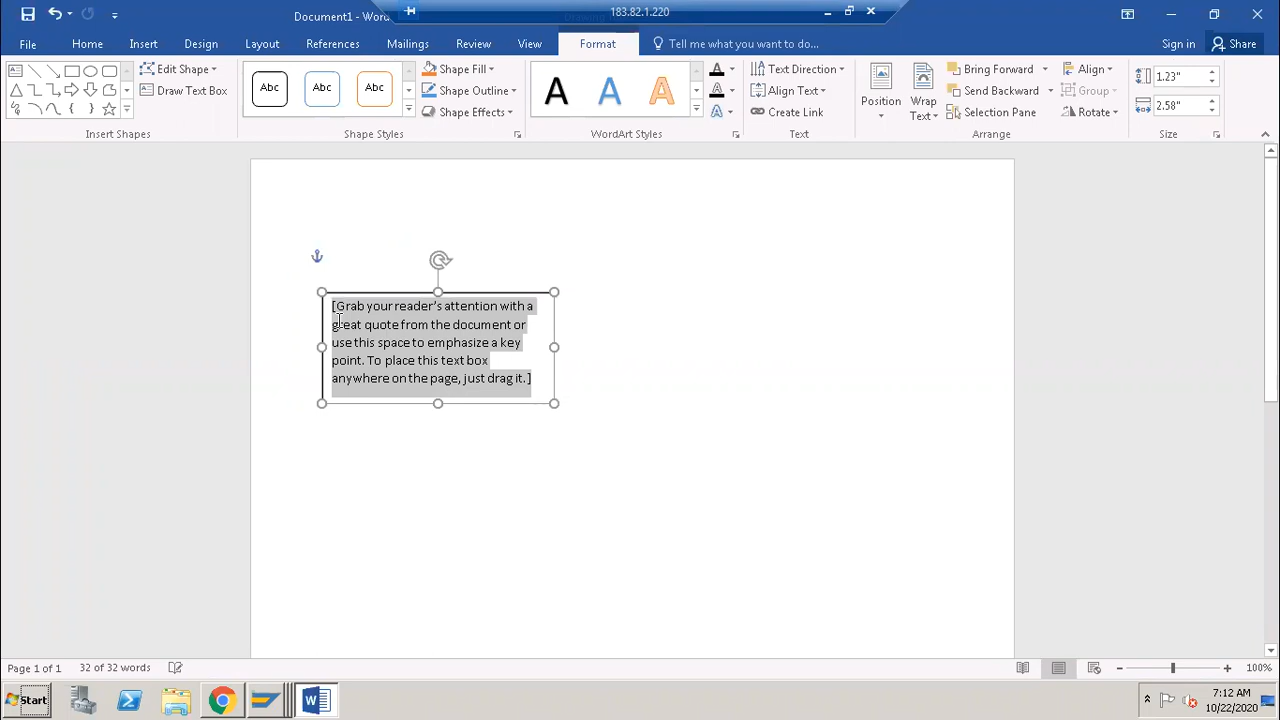 Document1 - Word
183.82.1.220
File Home Insert Design Layout References Mailings Review View Format Tell me what you want to do... Sign in Share
Edit Shape
Draw Text Box
Insert Shapes
Abc Abc Abc
Shape Fill
Shape Outline
Shape Effects
Shape Styles
A A A
A
A
A
WordArt Styles
Text Direction
Align Text
Create Link
Text
Position
Wrap
Text
Bring Forward
Send Backward
Selection Pane
Align
Group
Rotate
Arrange
1.23"
2.58"
Size
[Grab your reader's attention with a
great quote from the document or
use this space to emphasize a key
point. To place this text box
anywhere on the page, just drag it.]
Page 1 of 1 32 of 32 words
100%
Start
7:12 AM
10/22/2020